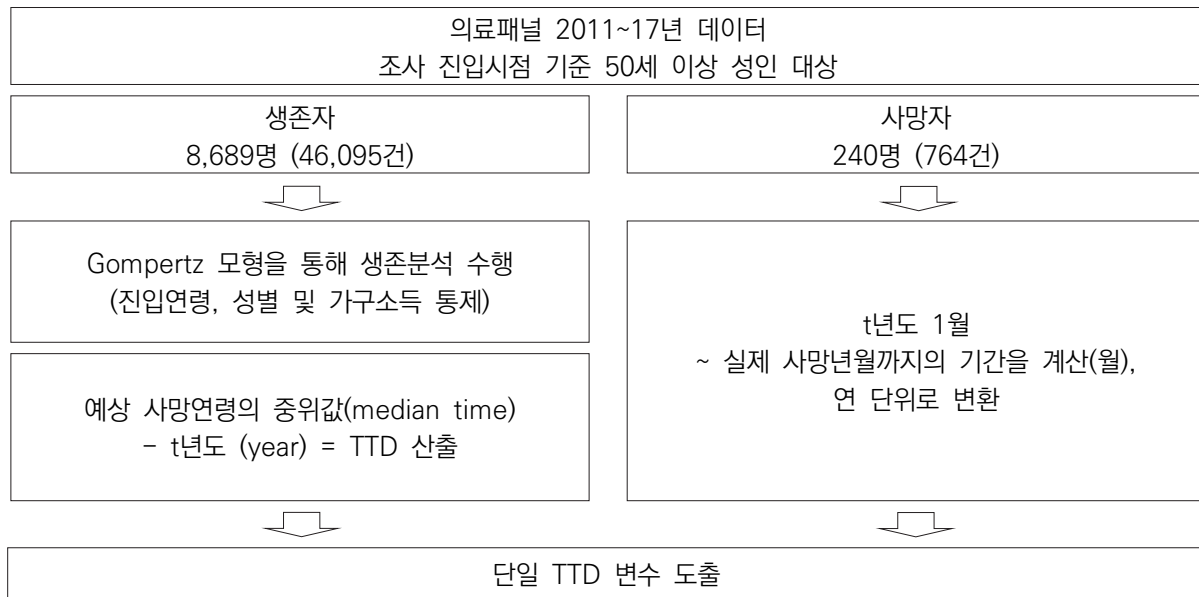 의료패널 2011~17년 데이터
조사 진입시점 기준 50세 이상 성인 대상
생존자
8,689명 (46,095건)
사망자
240명 (764건)
Gompertz 모형을 통해 생존분석 수행
(진입연령, 성별 및 가구소득 통제)
예상 사망연령의 중위값(median time)
- t년도 (year) = TTD 산출
t년도 1월
~ 실제 사망년월까지의 기간을 계산(월),
연 단위로 변환
단일 TTD 변수 도출